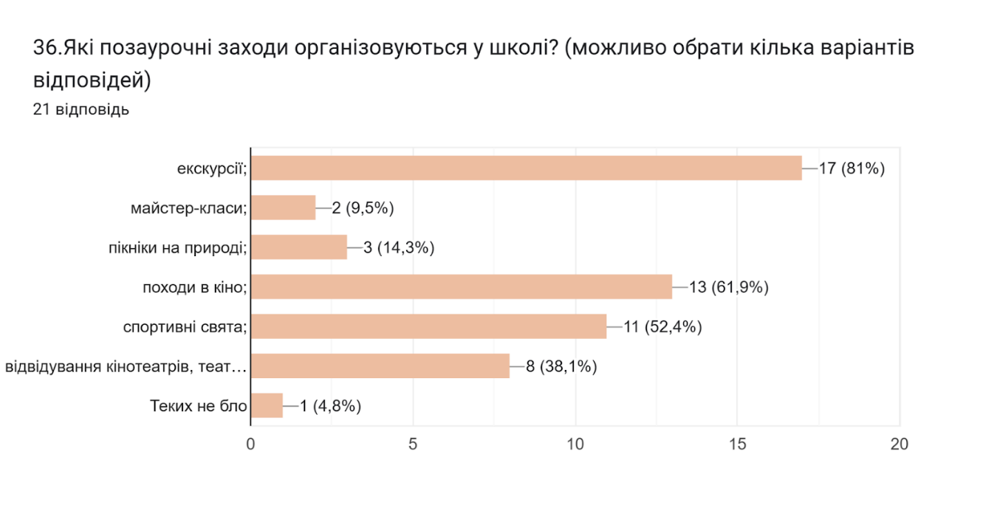 36.Які позаурочні заходи організовуються у школі? (можливо обрати кілька варіантів
відповідей)
21 відповідь
екскурсії;
17 (81%)
майстер-класи;
2 (9,5%)
пікніки на природі;
3 (14,3%)
походи в кіно;
13 (61,9%)
спортивні свята;
11 (52,4%)
відвідування кінотеатрів, теат…
8 (38,1%)
Теких не бло
1 (4,8%)
0 5 10 15 20